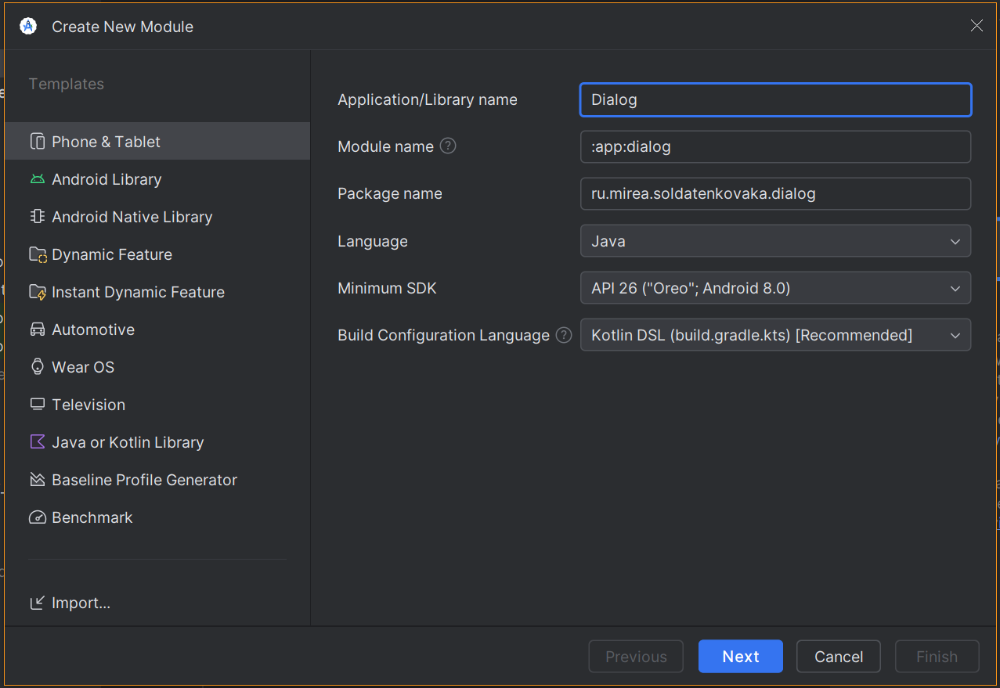 Create New Module
Templates
Phone & Tablet
Android Library
Android Native Library
Dynamic Feature
Instant Dynamic Feature
Automotive
Wear OS
Television
Java or Kotlin Library
Baseline Profile Generator
Benchmark
Import...
Application/Library name
Dialog
Module name ?
:app:dialog
Package name
ru.mirea.soldatenkovaka.dialog
Language
Java
Minimum SDK
API 26 ("Oreo"; Android 8.0)
Build Configuration Language ?
Kotlin DSL (build.gradle.kts) [Recommended]
Previous
Next
Cancel
Finish